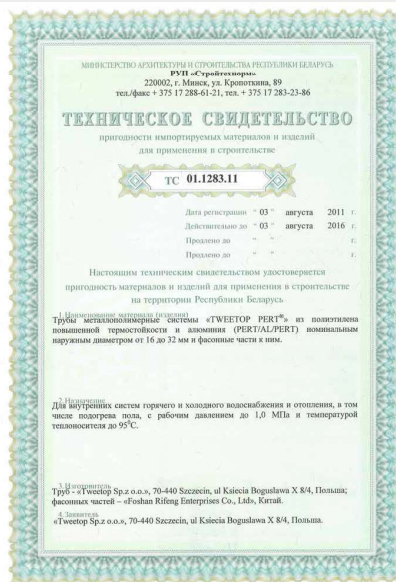 МИНИСТЕРСТВО АРХИТЕКТУРЫ И СТРОИТЕЛЬСТВА РЕСПУБЛИКИ БЕЛАРУСЬ
РУП «Стройтехнорм»
220002, г. Минск, ул. Кропоткина, 89
тел./факс + 375 17 288-61-21, тел. + 375 17 283-23-86
ТЕХНИЧЕСКОЕ СВИДЕТЕЛЬСТВО
пригодности импортируемых материалов и изделий
для применения в строительстве
ТС 01.1283.11
Дата регистрации " 03 " августа 2011 г.
Действительно до " 03 " августа 2016 г.
Продлено до " " г.
Продлено до " " г.
Настоящим техническим свидетельством удостоверяется
пригодность материалов и изделий для применения в строительстве
на территории Республики Беларусь
1.Наименование материала (изделия)
Трубы металлополимерные системы «TWEETOP PERT®» из полиэтилена
повышенной термостойкости и алюминия (PERT/AL/PERT) номинальным
наружным диаметром от 16 до 32 мм и фасонные части к ним.
2.Назначение
Для внутренних систем горячего и холодного водоснабжения и отопления, в том
числе подогрева пола, с рабочим давлением до 1,0 МПа и температурой
теплоносителя до 95⁰С.
3.Изготовитель
Труб - «Tweetop Sp.z o.o.», 70-440 Szczecin, ul Ksiecia Boguslawa X 8/4, Польша;
фасонных частей – «Foshan Rifeng Enterprises Co., Ltd», Китай.
4.Заявитель
«Tweetop Sp.z o.o.», 70-440 Szczecin, ul Ksiecia Boguslawa X 8/4, Польша.